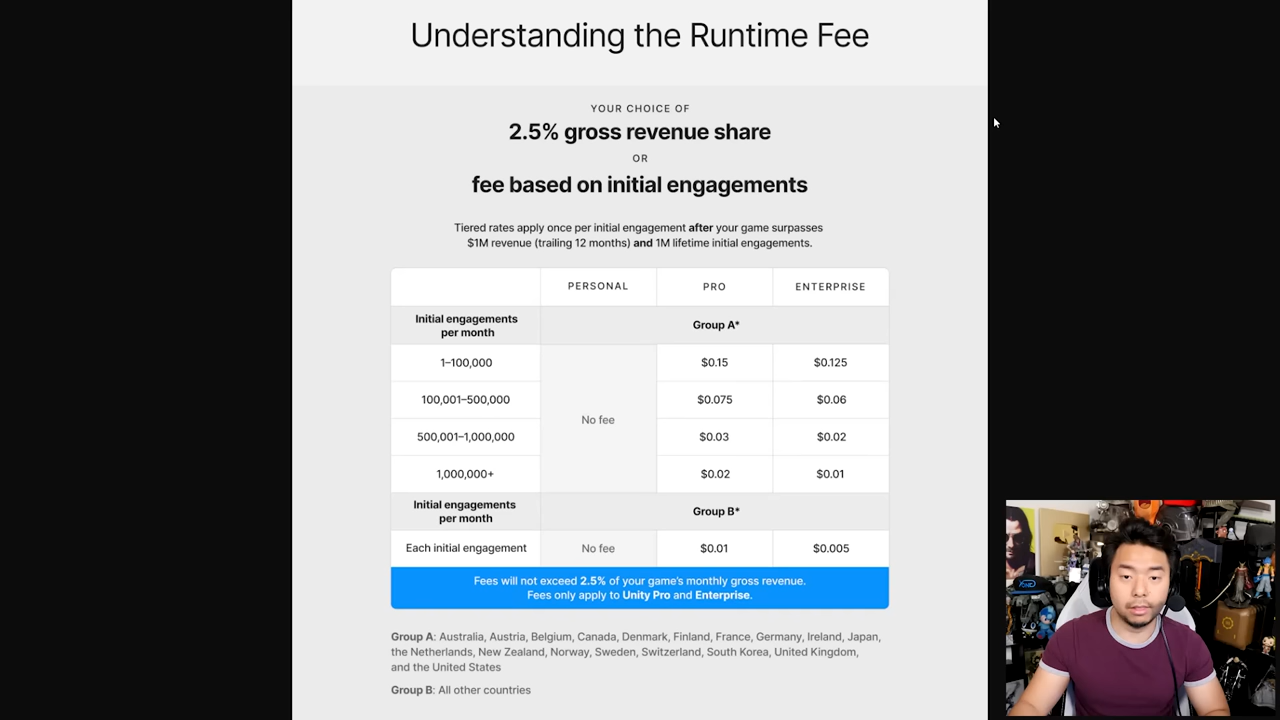 Understanding the Runtime Fee
YOUR CHOICE OF
2.5% gross revenue share
OR
fee based on initial engagements
Tiered rates apply once per initial engagement after your game surpasses
$1M revenue (trailing 12 months) and 1M lifetime initial engagements.
PERSONAL PRO ENTERPRISE
Initial engagements
per month
Group A*
1–100,000 $0.15 $0.125
100,001–500,000 $0.075 $0.06
No fee
500,001–1,000,000 $0.03 $0.02
1,000,000+ $0.02 $0.01
Initial engagements
per month
Group B*
Each initial engagement No fee $0.01 $0.005
Fees will not exceed 2.5% of your game's monthly gross revenue.
Fees only apply to Unity Pro and Enterprise.
Group A: Australia, Austria, Belgium, Canada, Denmark, Finland, France, Germany, Ireland, Japan,
the Netherlands, New Zealand, Norway, Sweden, Switzerland, South Korea, United Kingdom,
and the United States
Group B: All other countries